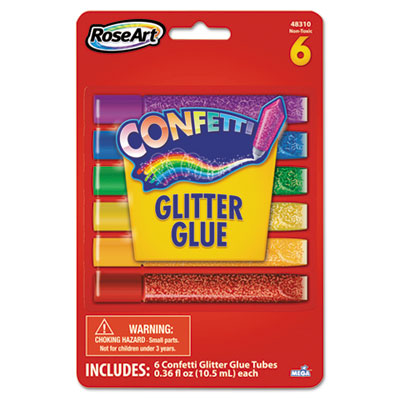 RoseArt
48310
Non-Toxic
6
CONFETTI
GLITTER
GLUE
WARNING:
CHOKING HAZARD - Small parts.
Not for children under 3 years.
INCLUDES: 6 Confetti Glitter Glue Tubes
0.36 fl oz (10.5 mL) each
MEGA